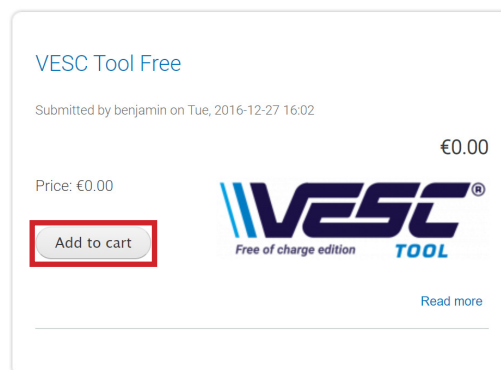 VESC Tool Free
Submitted by benjamin on Tue, 2016-12-27 16:02
€0.00
Price: €0.00
Add to cart
VESC®
Free of charge edition TOOL
Read more